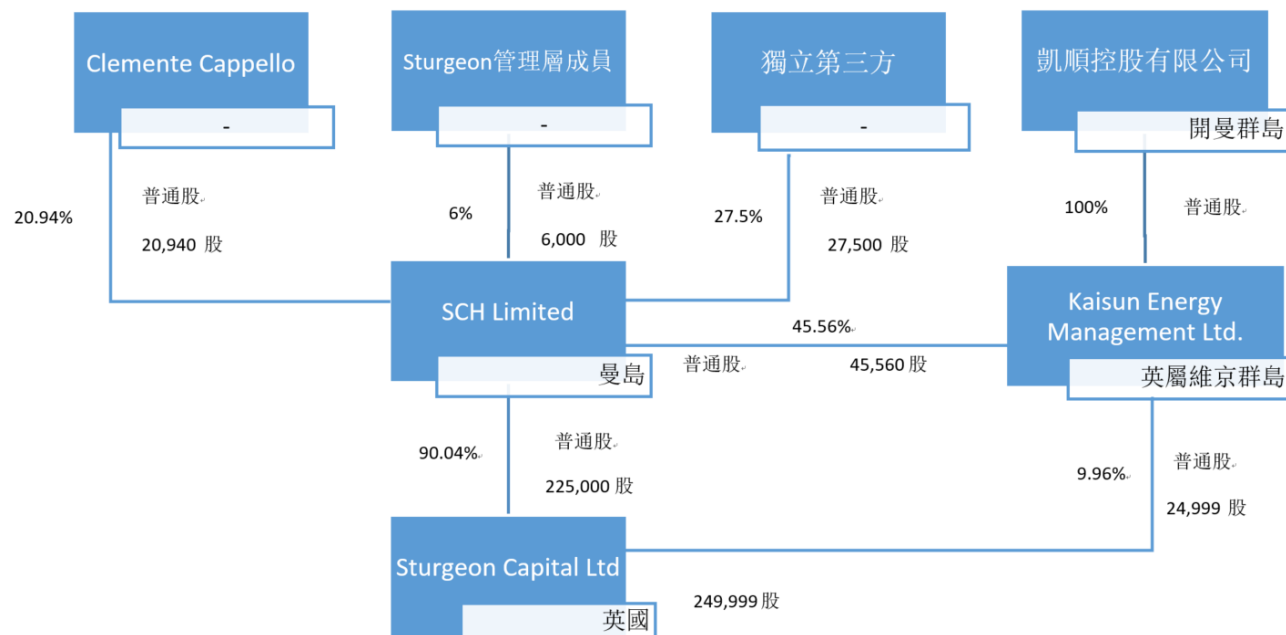 Clemente Cappello
-
Sturgeon管理層成員
-
獨立第三方
-
凱順控股有限公司
開曼群島
20.94%
普通股
20,940 股
6%
普通股
6,000 股
27.5%
普通股
27,500 股
100%
普通股
SCH Limited
曼島
45.56%
普通股
45,560 股
Kaisun Energy
Management Ltd.
英屬維京群島
90.04%
普通股
225,000 股
9.96%
普通股
24,999 股
Sturgeon Capital Ltd
英國
249,999 股